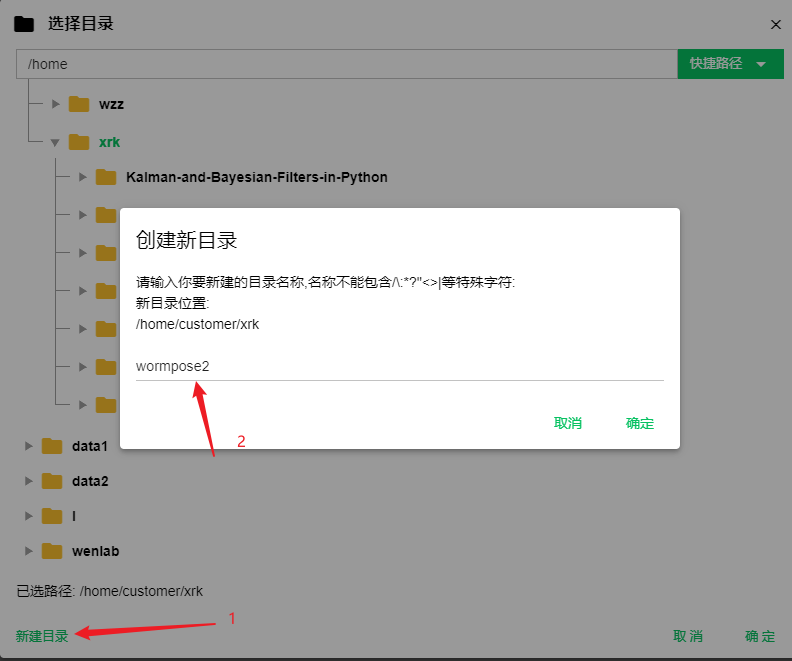 选择目录
/home
快捷路径
wzz
xrk
Kalman-and-Bayesian-Filters-in-Python
创建新目录
请输入你要新建的目录名称,名称不能包含/\:*?"<>|等特殊字符:
新目录位置:
/home/customer/xrk
wormpose2
取消 确定
2
data1
data2
l
wenlab
已选路径: /home/customer/xrk
1
新建目录
取 消 确 定